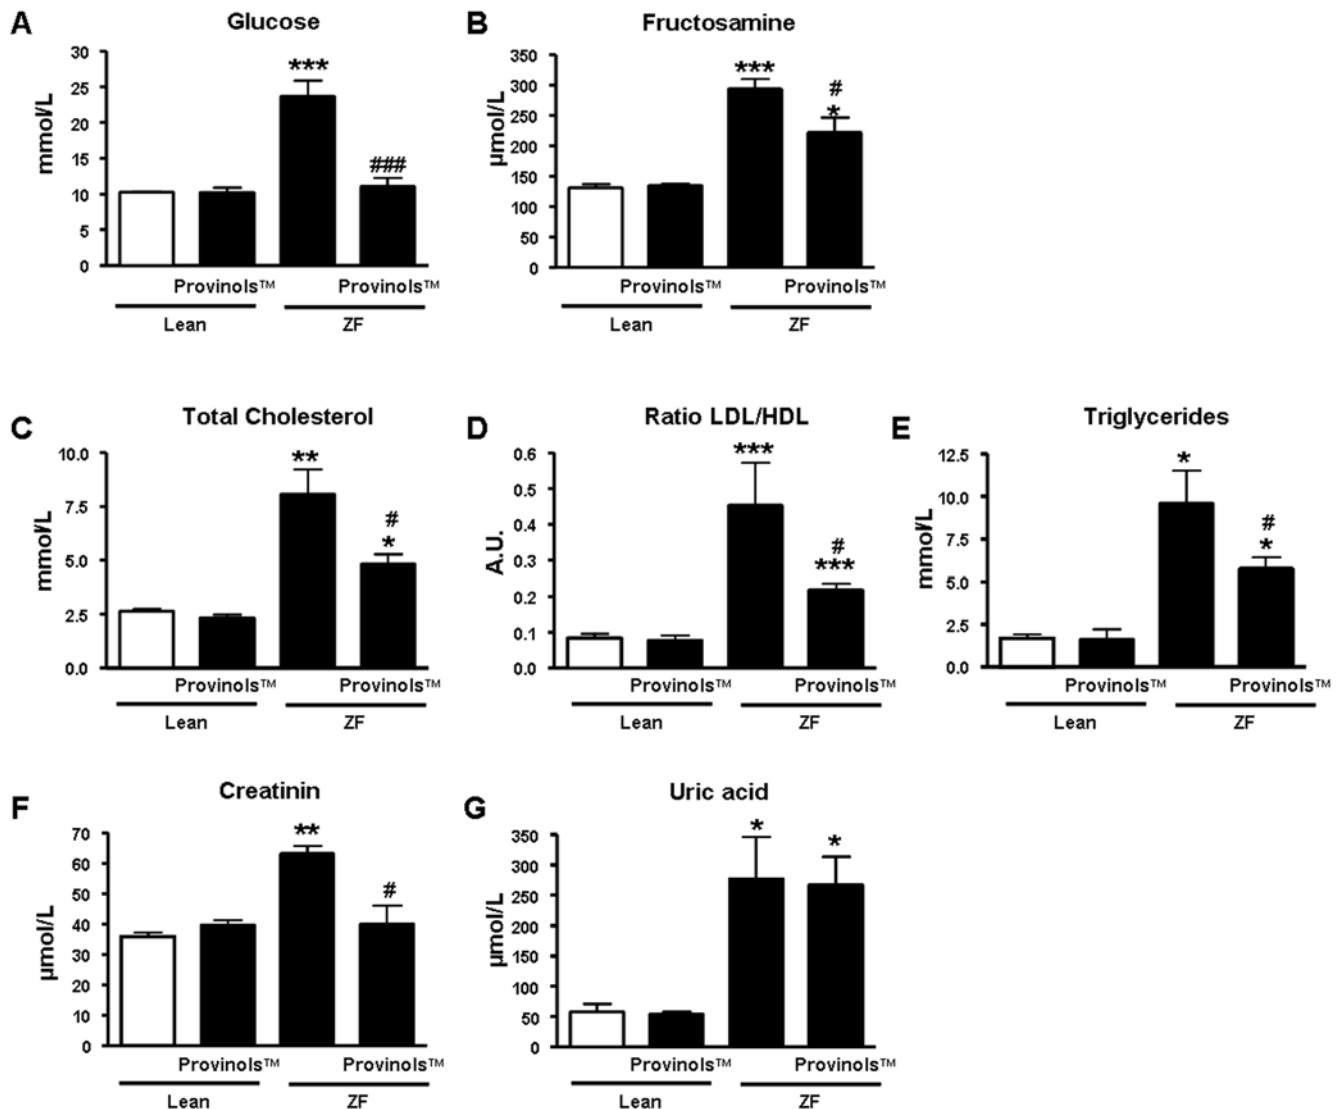 A
Glucose
mmol/L
30
25
20
15
10
5
0
***
###
Provinols™
Provinols™
Lean
ZF
B
Fructosamine
µmol/L
350
300
250
200
150
100
50
0
***
#
*
Provinols™
Provinols™
Lean
ZF
C
Total Cholesterol
mmol/L
10.0
7.5
5.0
2.5
0.0
**
#
*
Provinols™
Provinols™
Lean
ZF
D
Ratio LDL/HDL
A.U.
0.6
0.5
0.4
0.3
0.2
0.1
0.0
***
#
***
Provinols™
Provinols™
Lean
ZF
E
Triglycerides
mmol/L
12.5
10.0
7.5
5.0
2.5
0.0
*
#
*
Provinols™
Provinols™
Lean
ZF
F
Creatinin
µmol/L
70
60
50
40
30
20
10
0
**
#
Provinols™
Provinols™
Lean
ZF
G
Uric acid
µmol/L
350
300
250
200
150
100
50
0
*
*
Provinols™
Provinols™
Lean
ZF